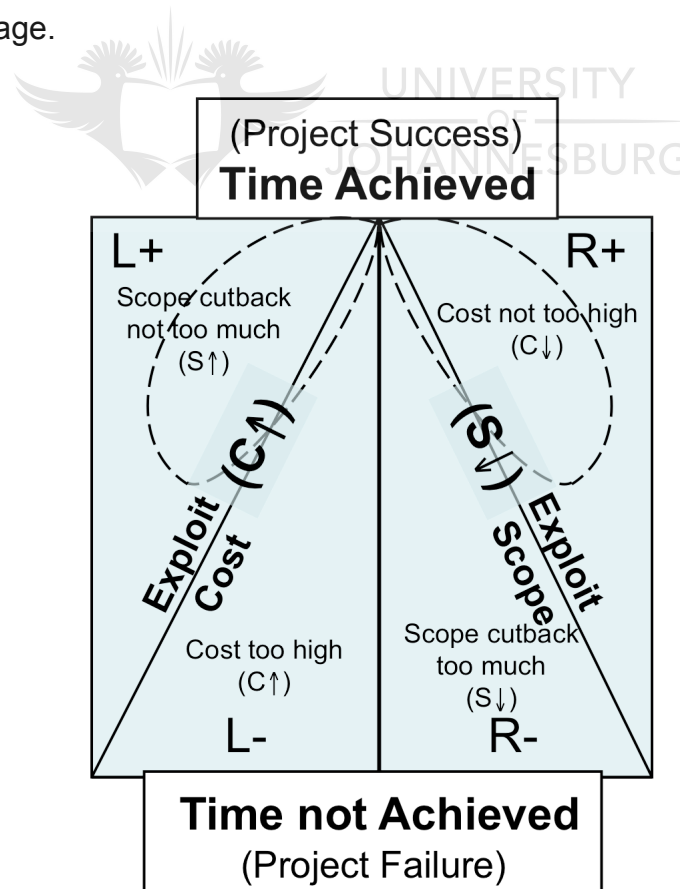 age.
UNIVERSITY
OF
JOHANNESBURG
(Project Success)
Time Achieved
L+
R+
Scope cutback
not too much
(S↑)
Cost not too high
(C↓)
(C↑)
(S↓)
Exploit
Cost
Exploit
Scope
Cost too high
(C↑)
Scope cutback
too much
(S↓)
L-
R-
Time not Achieved
(Project Failure)